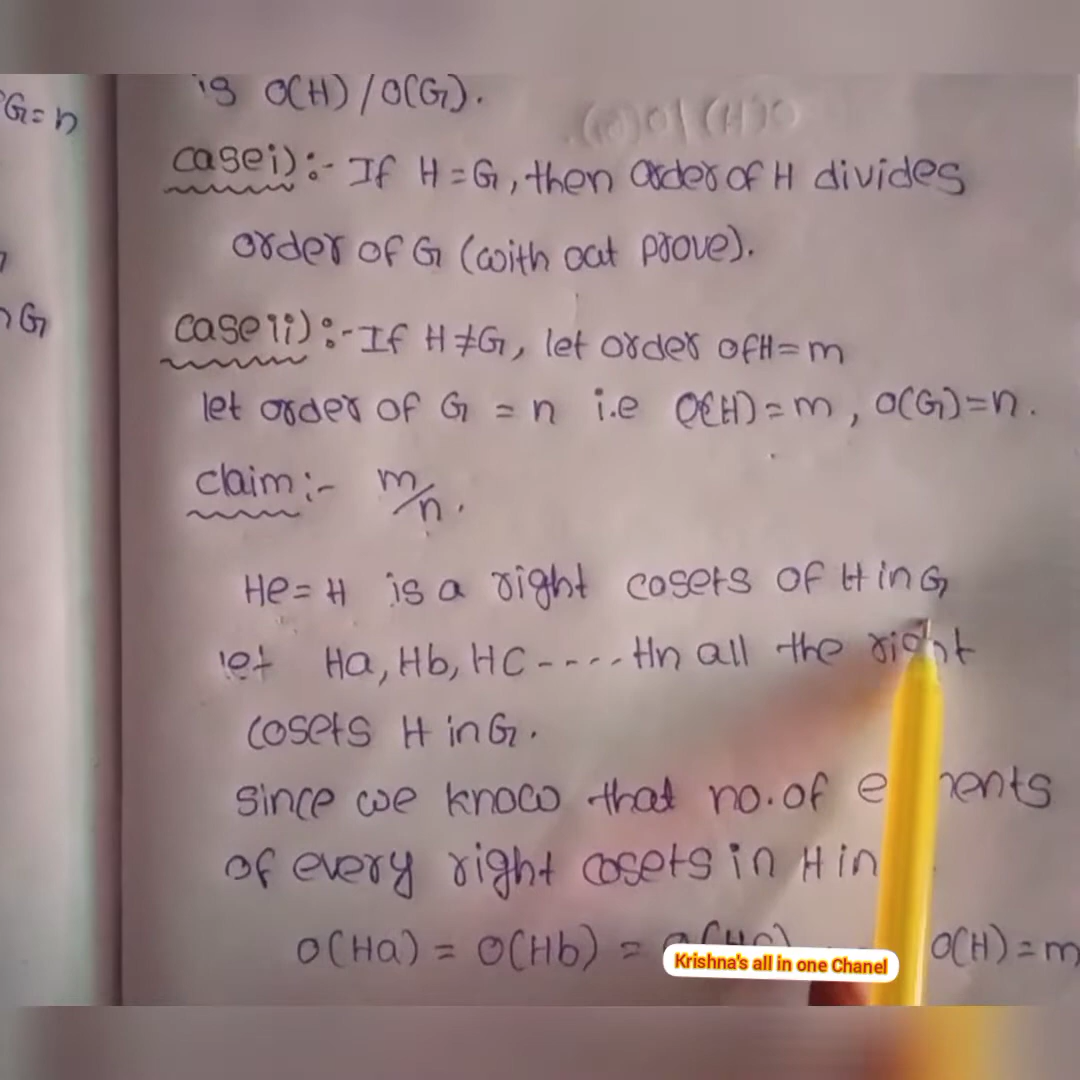 G=n
is O(H)/O(G).
case i):- If H=G, then order of H divides
order of G (with out prove).
G
case ii):- If H≠G, let order of H=m
let order of G = n i.e O(H)=m, O(G)=n.
claim:- m/n.
He=H is a right cosets of H in G
let Ha, Hb, HC ---- Hn all the right
cosets H in G.
since we know that no. of
of every right cosets in H in
O(Ha) = O(Hb) = O(H)=m
Krishna's all in one Chanel